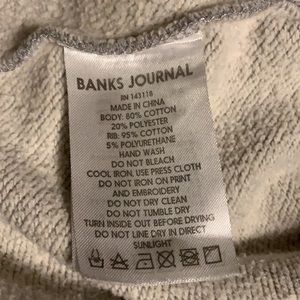 BANKS JOURNAL
RN 143118
MADE IN CHINA
BODY: 80% COTTON
20% POLYESTER
RIB: 95% COTTON
5% POLYURETHANE
HAND WASH
DO NOT BLEACH
COOL IRON, USE PRESS CLOTH
DO NOT IRON ON PRINT
AND EMBROIDERY
DO NOT DRY CLEAN
DO NOT TUMBLE DRY
TURN INSIDE OUT BEFORE DRYING
DO NOT LINE DRY IN DIRECT
SUNLIGHT